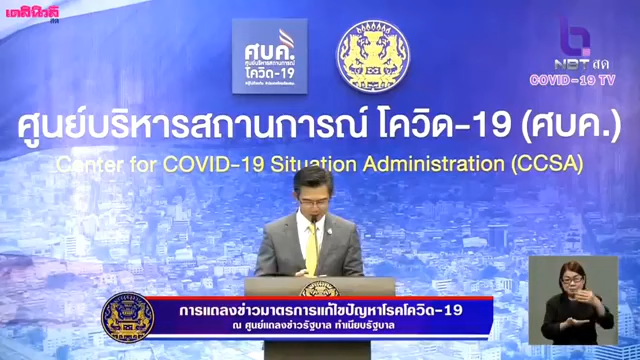 เดลินิวส์
สด
ศบค.
ศูนย์บริหารสถานการณ์
โควิด-19
NBT สด
COVID-19 TV
ศูนย์บริหารสถานการณ์ โควิด-19 (ศบค.)
Center for COVID-19 Situation Administration (CCSA)
การแถลงข่าวมาตรการแก้ไขปัญหาโรคโควิด-19
ณ ศูนย์แถลงข่าวรัฐบาล ทำเนียบรัฐบาล